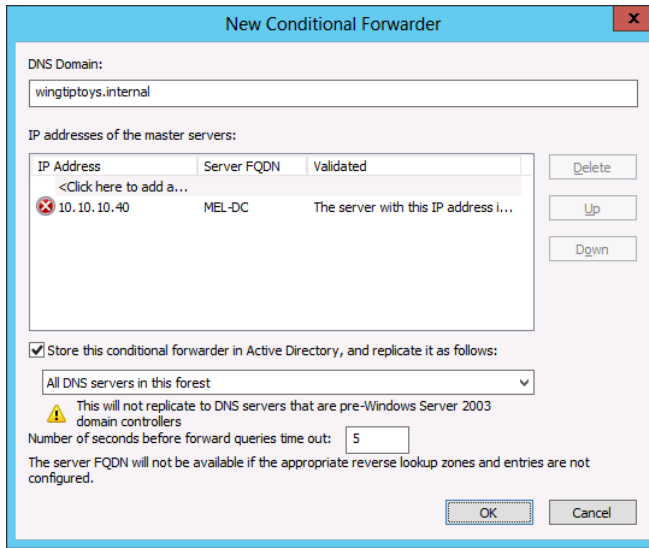 New Conditional Forwarder
x
DNS Domain:
wingtiptoys.internal
IP addresses of the master servers:
IP Address Server FQDN Validated
<Click here to add a...
10.10.10.40 MEL-DC The server with this IP address i...
Delete
Up
Down
Store this conditional forwarder in Active Directory, and replicate it as follows:
All DNS servers in this forest
This will not replicate to DNS servers that are pre-Windows Server 2003
domain controllers
Number of seconds before forward queries time out: 5
The server FQDN will not be available if the appropriate reverse lookup zones and entries are not
configured.
OK Cancel